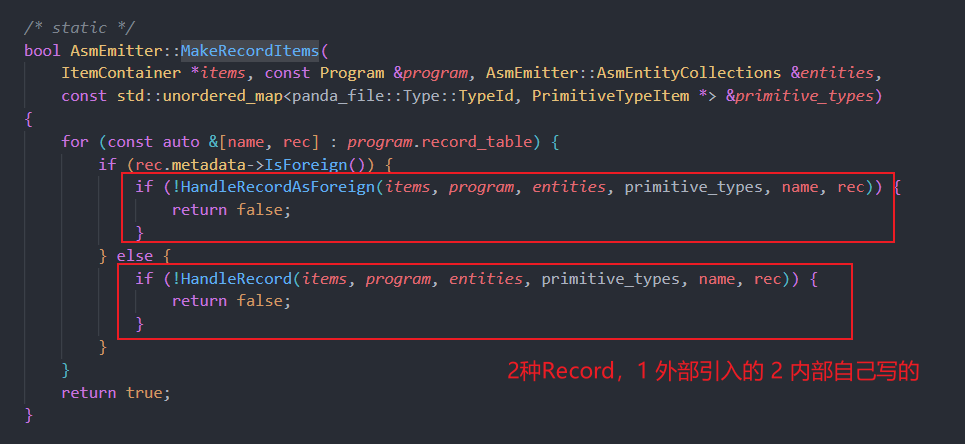 /* static */
bool AsmEmitter::MakeRecordItems(
    ItemContainer *items, const Program &program, AsmEmitter::AsmEntityCollections &entities,
    const std::unordered_map<panda_file::Type::TypeId, PrimitiveTypeItem *> &primitive_types)
{
    for (const auto &[name, rec] : program.record_table) {
        if (rec.metadata->IsForeign()) {
            if (!HandleRecordAsForeign(items, program, entities, primitive_types, name, rec)) {
                return false;
            }
        } else {
            if (!HandleRecord(items, program, entities, primitive_types, name, rec)) {
                return false;
            }
        }
2种Record，1 外部引入的 2 内部自己写的
    }
    return true;
}